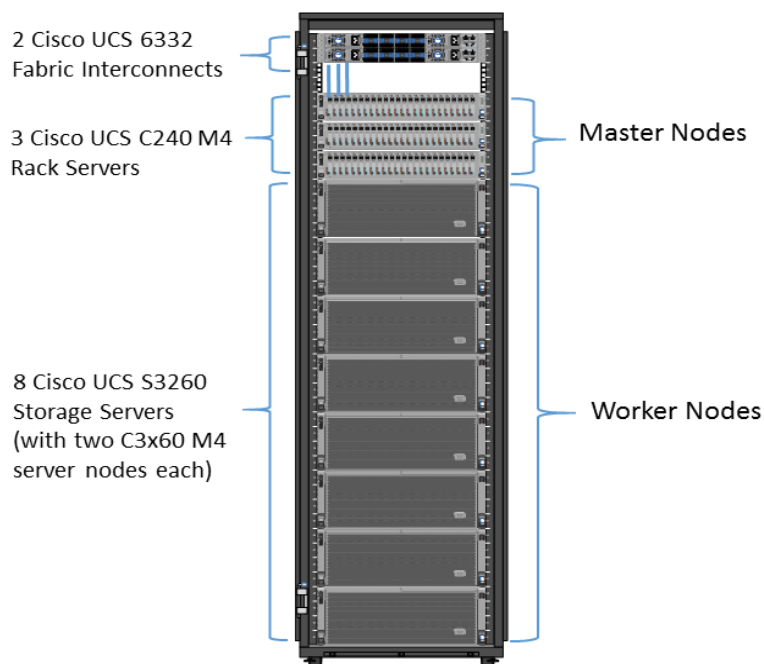 2 Cisco UCS 6332
Fabric Interconnects
3 Cisco UCS C240 M4
Rack Servers
Master Nodes
8 Cisco UCS S3260
Storage Servers
(with two C3x60 M4
server nodes each)
Worker Nodes